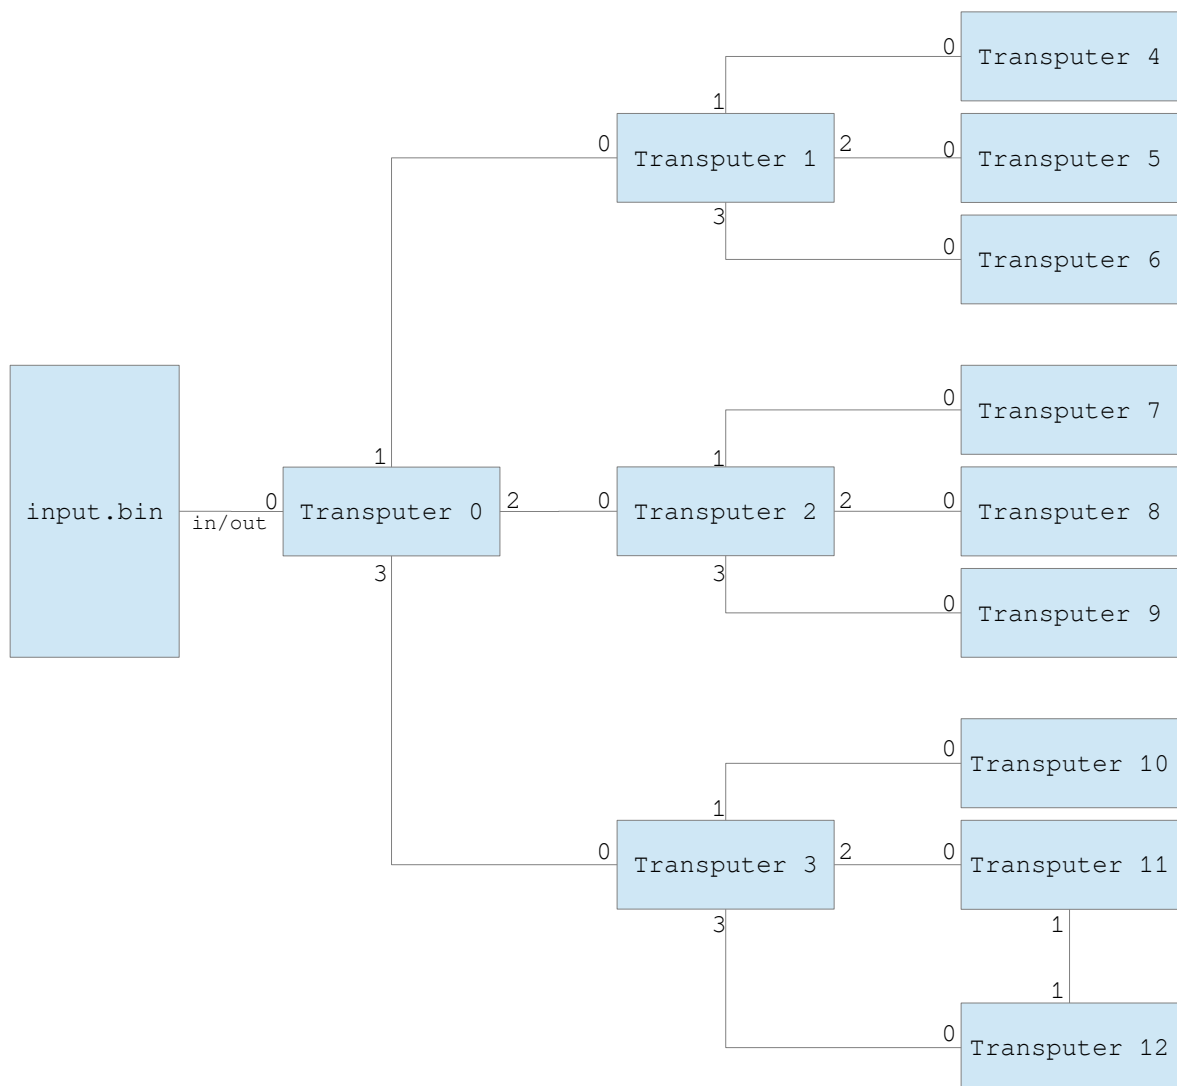 0
Transputer 4
1
0
Transputer 1
2
0
Transputer 5
3
0
Transputer 6
0
Transputer 7
1
1
input.bin
in/out
0
Transputer 0
2
0
Transputer 2
2
0
Transputer 8
3
3
0
Transputer 9
0
Transputer 10
1
0
Transputer 3
2
0
Transputer 11
3
1
1
0
Transputer 12